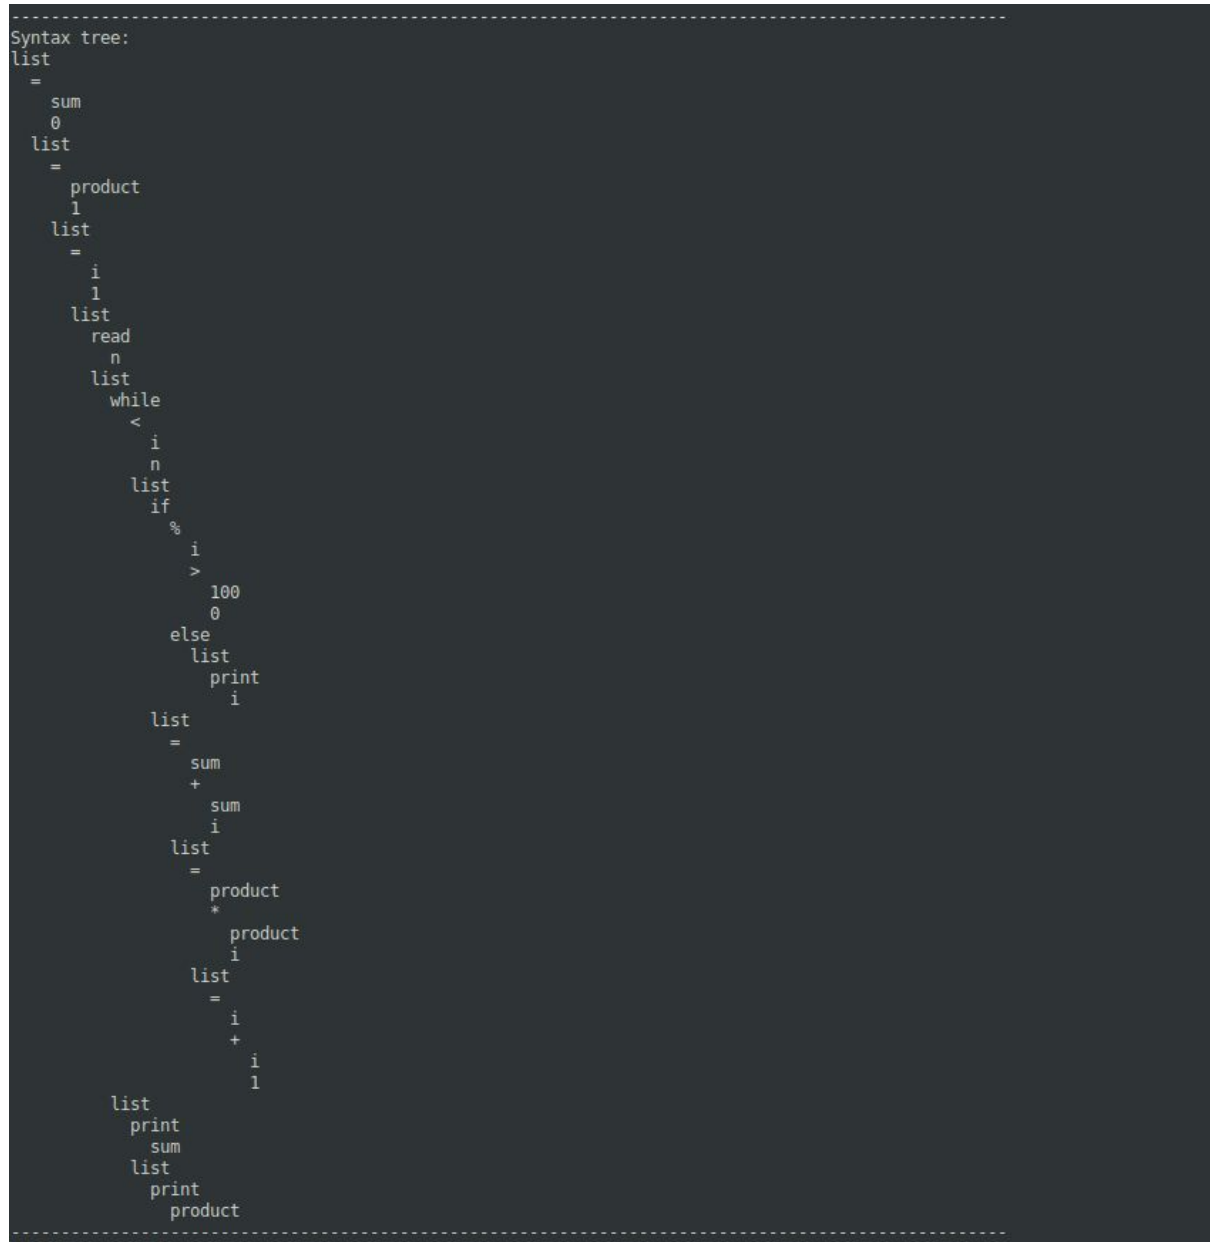 ----------------------------------------------------------------------------------------------------
Syntax tree:
list
  =
    sum
    0
  list
    =
      product
      1
    list
      =
        i
        1
      list
        read
          n
        list
          while
            <
              i
              n
            list
              if
                %
                  i
                  >
                    100
                    0
                else
                  list
                    print
                      i
              list
                =
                  sum
                  +
                    sum
                    i
                list
                  =
                    product
                    *
                      product
                      i
                  list
                    =
                      i
                      +
                        i
                        1
          list
            print
              sum
            list
              print
                product
----------------------------------------------------------------------------------------------------